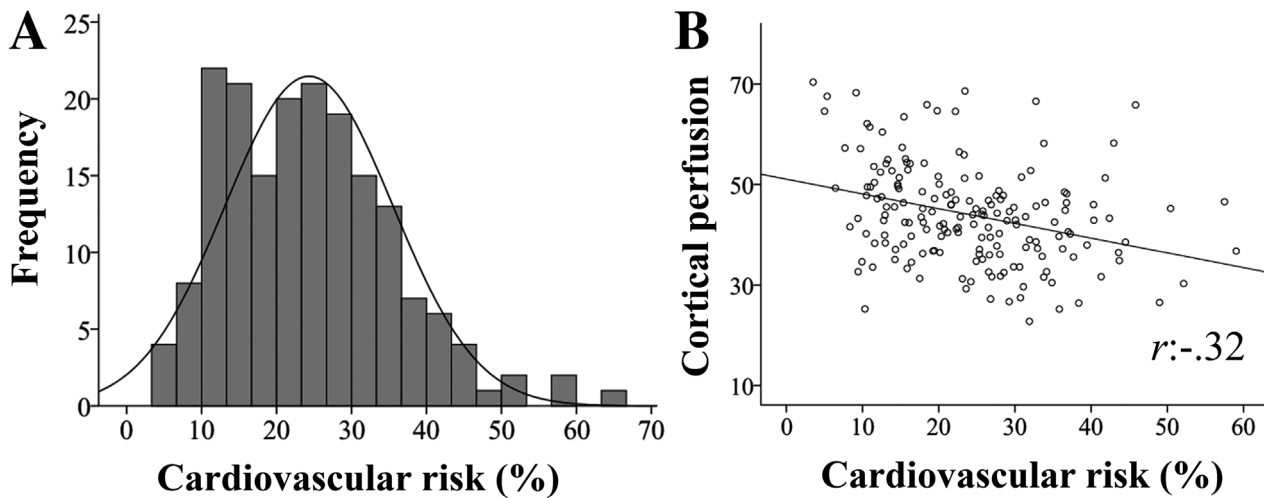 A
Frequency
25
20
15
10
5
0
0 10 20 30 40 50 60 70
Cardiovascular risk (%)
B
Cortical perfusion
70
50
30
10
r:-.32
0 10 20 30 40 50 60
Cardiovascular risk (%)